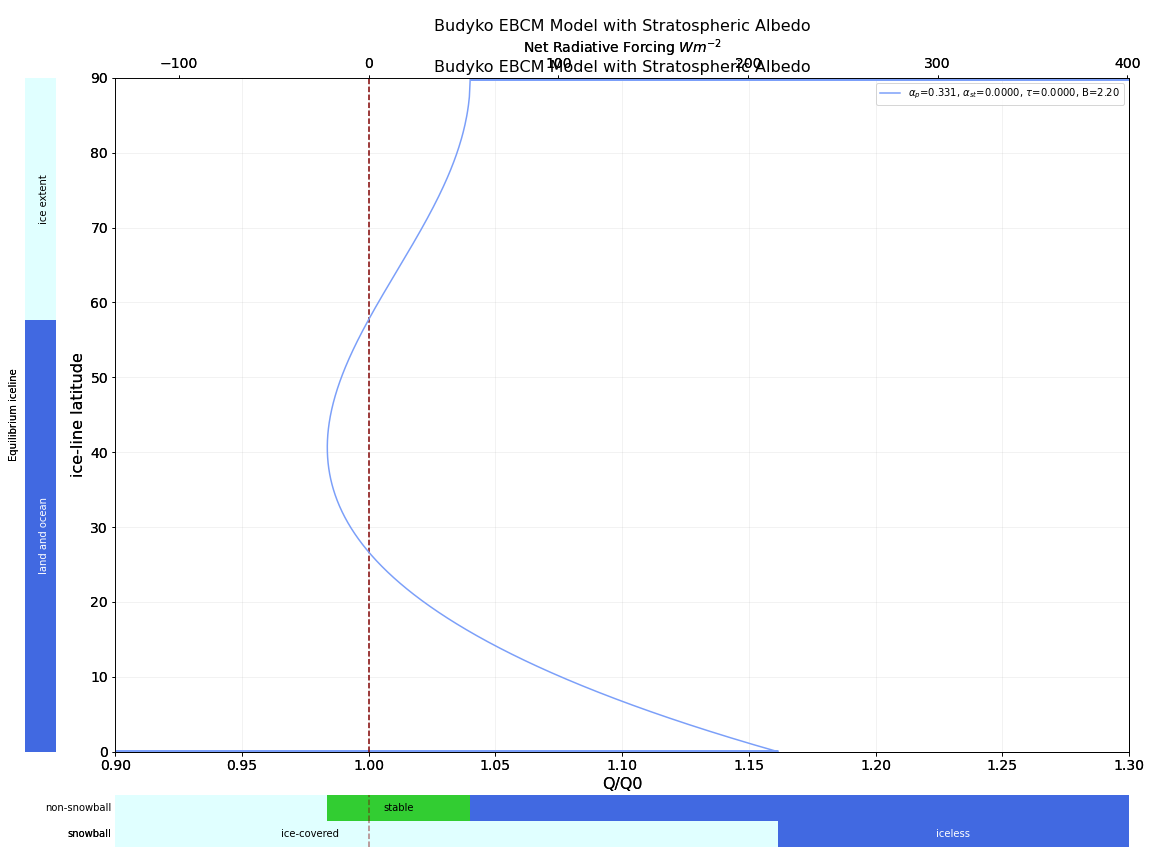 Budyko EBCM Model with Stratospheric Albedo
Net Radiative Forcing Wm⁻²
−100 0 100 200 300 400
Budyko EBCM Model with Stratospheric Albedo
αₚ=0.331, αₛₜ=0.0000, τ=0.0000, B=2.20
90
80
70
60
50
40
30
20
10
0
ice extent
land and ocean
Equilibrium iceline
ice-line latitude
0.90 0.95 1.00 1.05 1.10 1.15 1.20 1.25 1.30
Q/Q0
non-snowball stable
snowball ice-covered iceless